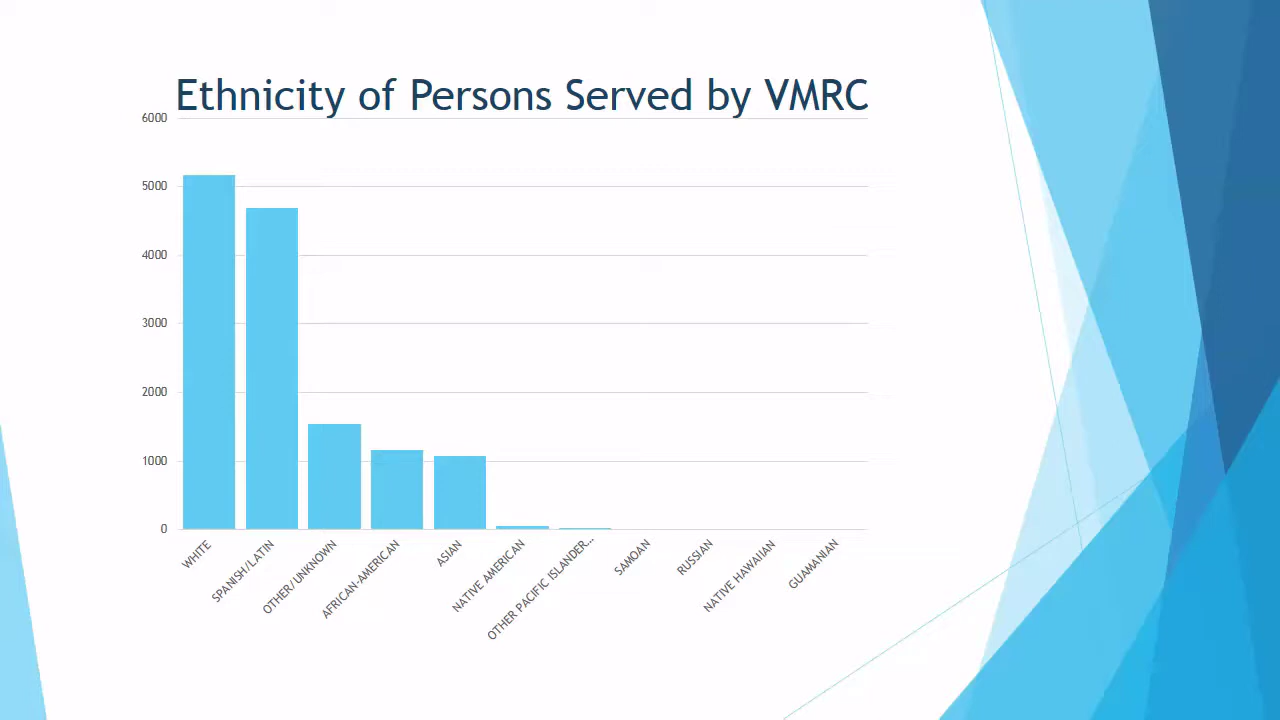 Ethnicity of Persons Served by VMRC
6000
5000
4000
3000
2000
1000
0
WHITE
SPANISH/LATIN
OTHER/UNKNOWN
AFRICAN-AMERICAN
ASIAN
NATIVE AMERICAN
OTHER PACIFIC ISLANDER...
SAMOAN
RUSSIAN
NATIVE HAWAIIAN
GUAMANIAN